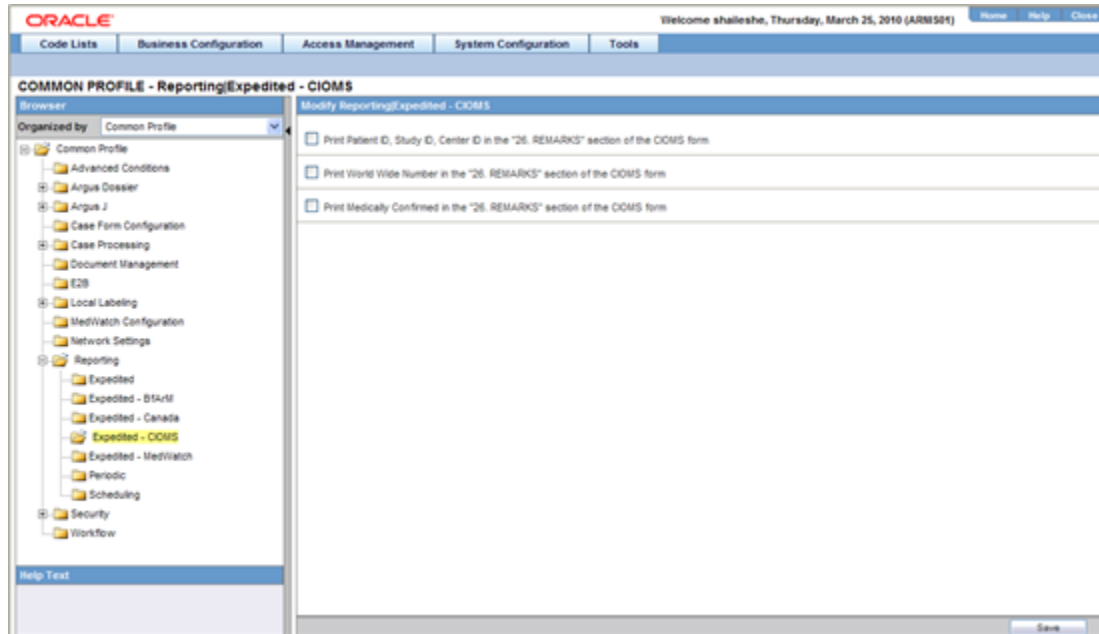 ORACLE
Welcome shaileshe, Thursday, March 25, 2010 (ARMIS01)
Home Help Close
Code Lists Business Configuration Access Management System Configuration Tools
COMMON PROFILE - Reporting|Expedited - CIOMS
Browser
Modify Reporting|Expedited - CIOMS
Organized by Common Profile
Print Patient ID, Study ID, Center ID in the "26. REMARKS" section of the CIOMS form
Print World Wide Number in the "26. REMARKS" section of the CIOMS form
Print Medically Confirmed in the "26. REMARKS" section of the CIOMS form
Common Profile
Advanced Conditions
Argus Dossier
Argus J
Case Form Configuration
Case Processing
Document Management
E2B
Local Labeling
MedWatch Configuration
Network Settings
Reporting
Expedited
Expedited - BfArM
Expedited - Canada
Expedited - CIOMS
Expedited - MedWatch
Periodic
Scheduling
Security
Workflow
Help Text
Save